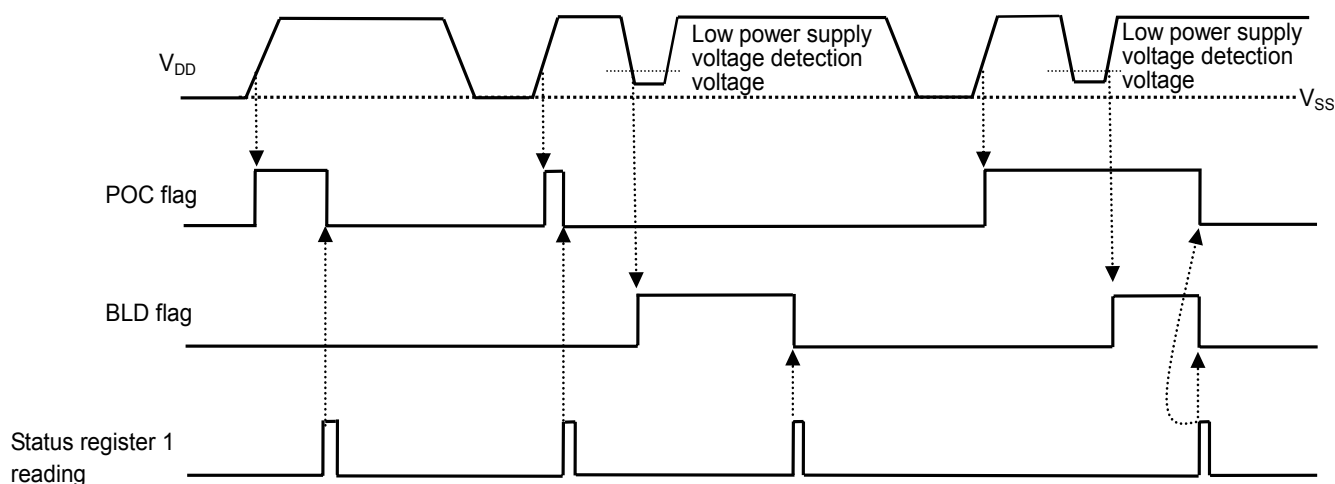 Low power supply
voltage detection
voltage
Low power supply
voltage detection
voltage
VDD
VSS
POC flag
BLD flag
Status register 1
reading